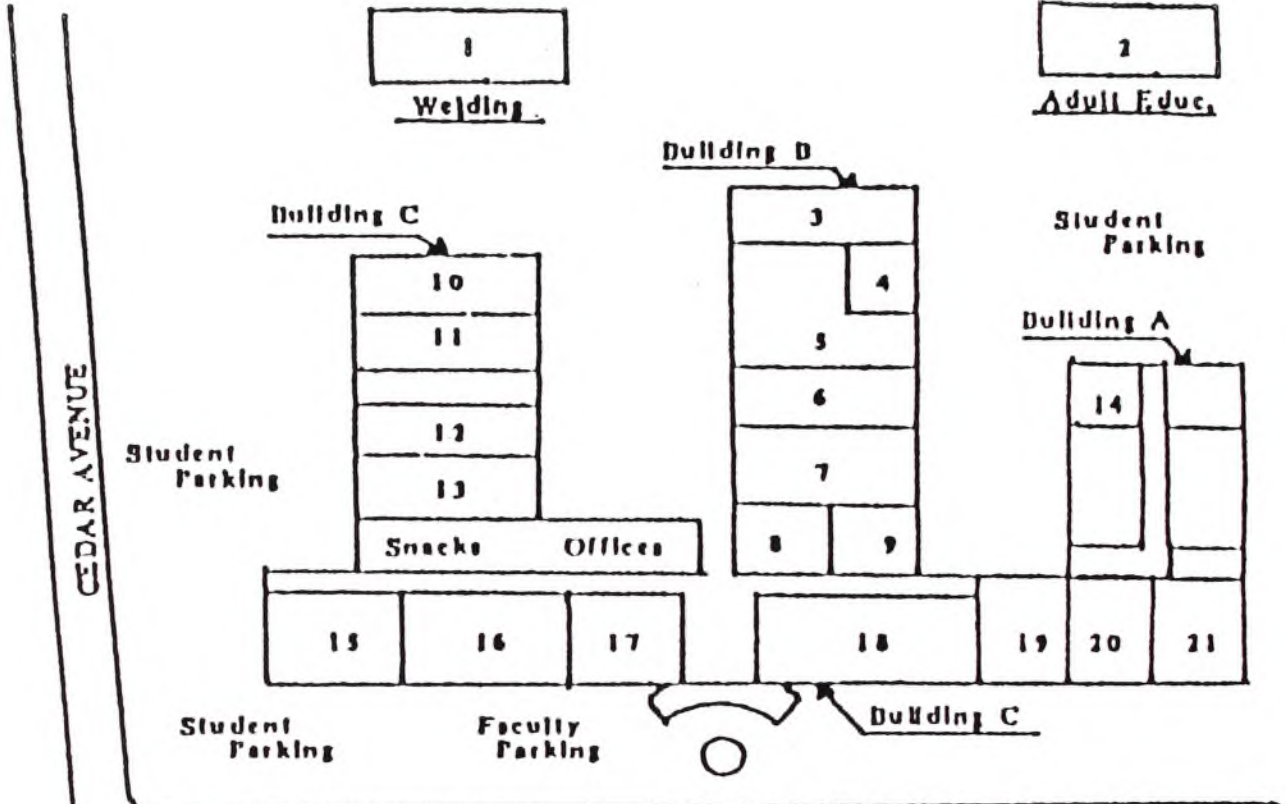 1
2
Welding
Adult Educ.
Building B
3
Student
Parking
Building C
10
4
11
5
Building A
6
14
12
7
Student
Parking
13
Snacks Offices
8
9
CEDAR AVENUE
15
16
17
18
19
20
21
Student
Parking
Faculty
Parking
Building C